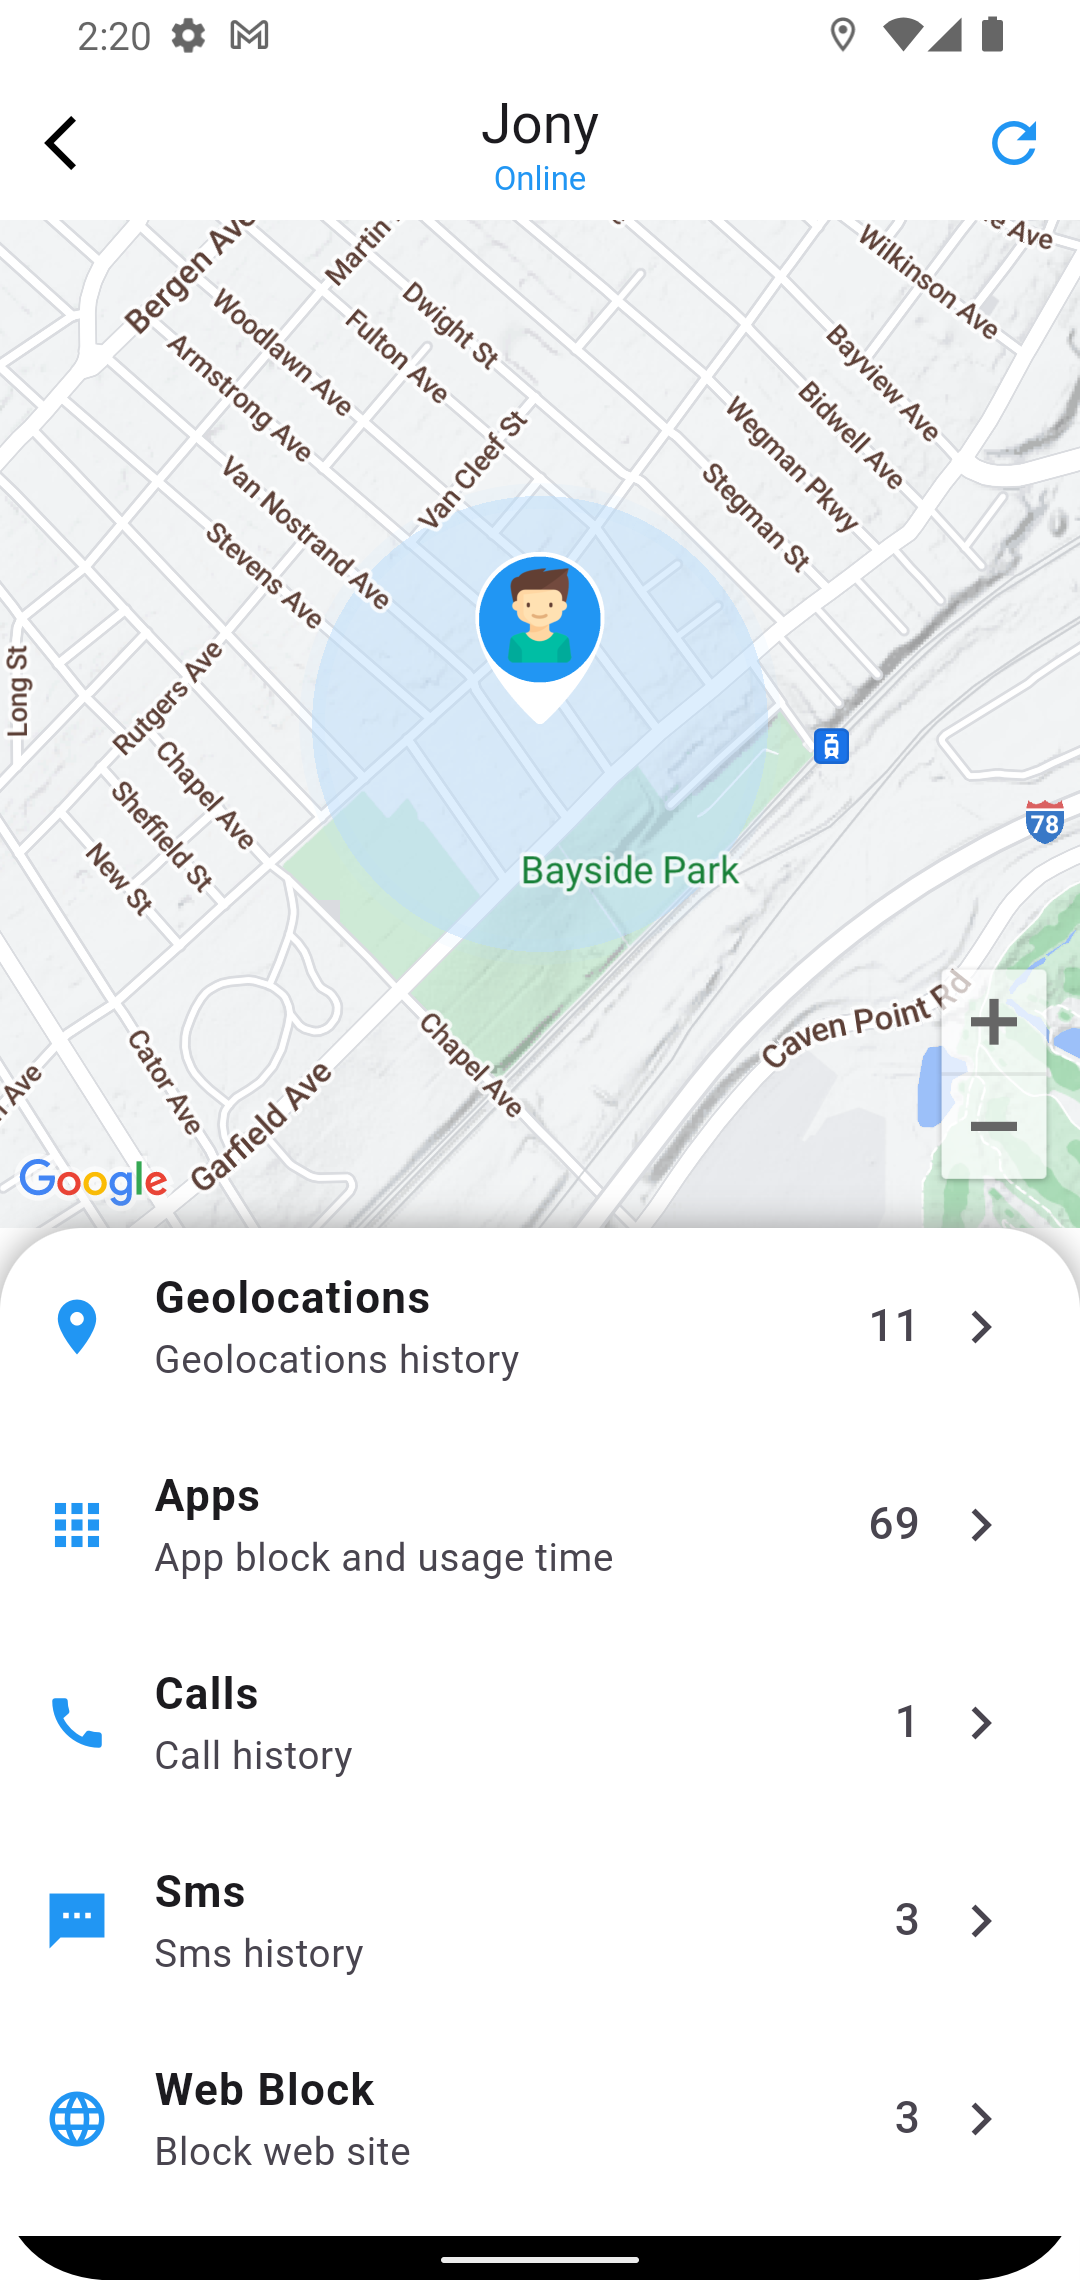 2:20
Jony
Online
Bergen Ave
Martin
Wilkinson Ave
e Ave
Woodlawn Ave
Dwight St
Fulton Ave
Armstrong Ave
Bayview Ave
Bidwell Ave
Wegman Pkwy
Stegman St
Van Cleef St
Van Nostrand Ave
Stevens Ave
Long St
Rutgers Ave
Chapel Ave
Sheffield St
New St
78
Bayside Park
Caven Point Rd
Cator Ave
Chapel Ave
Garfield Ave
Ave
Google
Geolocations
Geolocations history
11
Apps
App block and usage time
69
Calls
Call history
1
Sms
Sms history
3
Web Block
Block web site
3